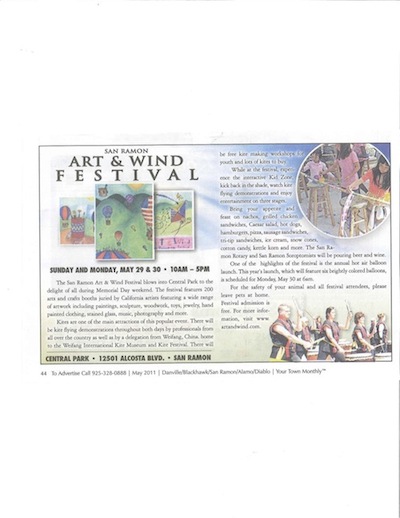 SAN RAMON
ART & WIND
FESTIVAL
SUNDAY AND MONDAY, MAY 29 & 30 • 10AM – 5PM
The San Ramon Art & Wind Festival blows into Central Park to the
delight of all during Memorial Day weekend. The festival features 200
arts and crafts booths juried by California artists featuring a wide range
of artwork including paintings, sculpture, woodwork, toys, jewelry, hand
painted clothing, stained glass, music, photography and more.
Kites are one of the main attractions of this popular event. There will
be kite flying demonstrations throughout both days by professionals from
all over the country as well as by a delegation from Weifang, China, home
to the Weifang International Kite Museum and Kite Festival. There will
CENTRAL PARK • 12501 ALCOSTA BLVD. • SAN RAMON
be free kite making workshops for
youth and lots of kites to buy.
While at the festival, experi-
ence the interactive Kid Zone,
kick back in the shade, watch kite
flying demonstrations and enjoy
entertainment on three stages.
Bring your appetite and
feast on nachos, grilled chicken
sandwiches, Caesar salad, hot dogs,
hamburgers, pizza, sausage sandwiches,
tri-tip sandwiches, ice cream, snow cones,
cotton candy, kettle korn and more. The San Ra-
mon Rotary and San Ramon Soroptomists will be pouring beer and wine.
One of the highlights of the festival is the annual hot air balloon
launch. This year's launch, which will feature six brightly colored balloons,
is scheduled for Monday, May 30 at 6am.
For the safety of your animal and all festival attendees, please
leave pets at home.
Festival admission is
free. For more infor-
mation, visit www.
artandwind.com.
44 To Advertise Call 925-328-0888 | May 2011 | Danville/Blackhawk/San Ramon/Alamo/Diablo | Your Town Monthly™